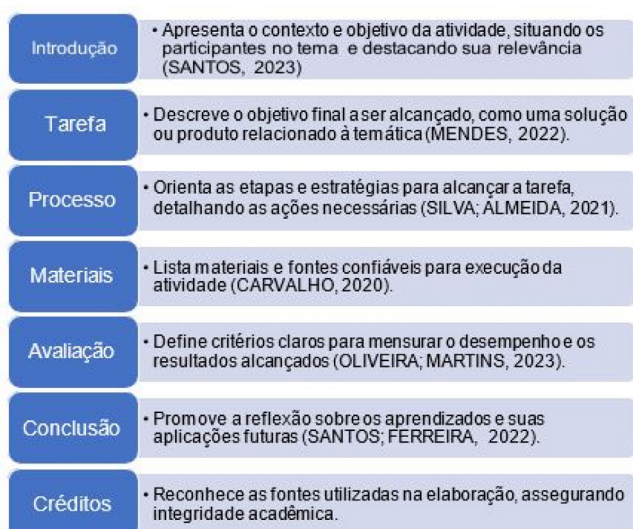 Introdução
• Apresenta o contexto e objetivo da atividade, situando os
participantes no tema e destacando sua relevância
(SANTOS, 2023)
Tarefa
• Descreve o objetivo final a ser alcançado, como uma solução
ou produto relacionado à temática (MENDES, 2022).
Processo
• Orienta as etapas e estratégias para alcançar a tarefa,
detalhando as ações necessárias (SILVA; ALMEIDA, 2021).
Materiais
• Lista materiais e fontes confiáveis para execução da
atividade (CARVALHO, 2020).
Avaliação
• Define critérios claros para mensurar o desempenho e os
resultados alcançados (OLIVEIRA; MARTINS, 2023).
Conclusão
• Promove a reflexão sobre os aprendizados e suas
aplicações futuras (SANTOS; FERREIRA, 2022).
Créditos
• Reconhece as fontes utilizadas na elaboração, assegurando
integridade acadêmica.